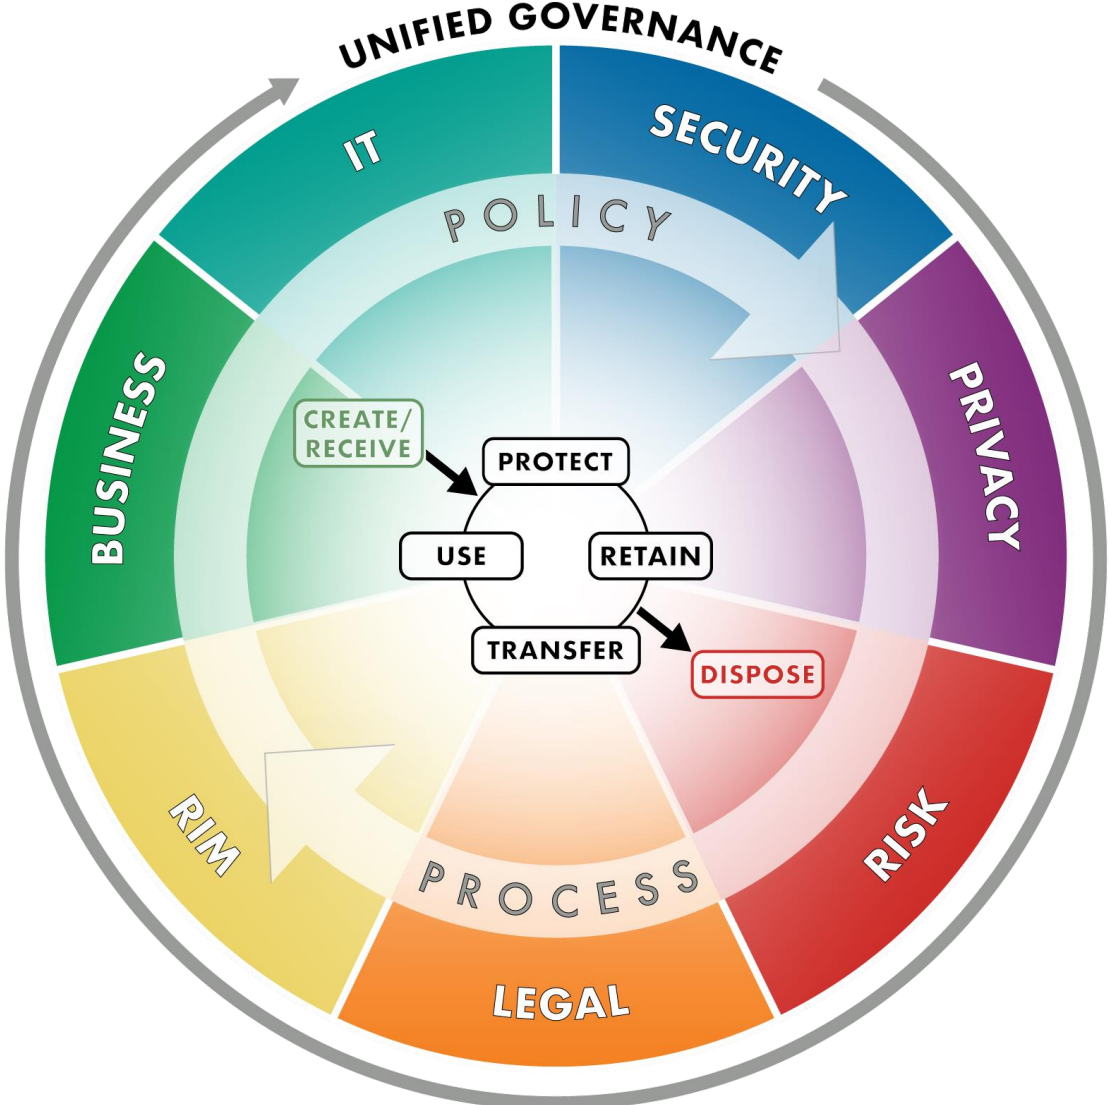 UNIFIED GOVERNANCE
IT
SECURITY
POLICY
BUSINESS
PRIVACY
CREATE/
RECEIVE
PROTECT
USE
RETAIN
TRANSFER
DISPOSE
RIM
RISK
PROCESS
LEGAL